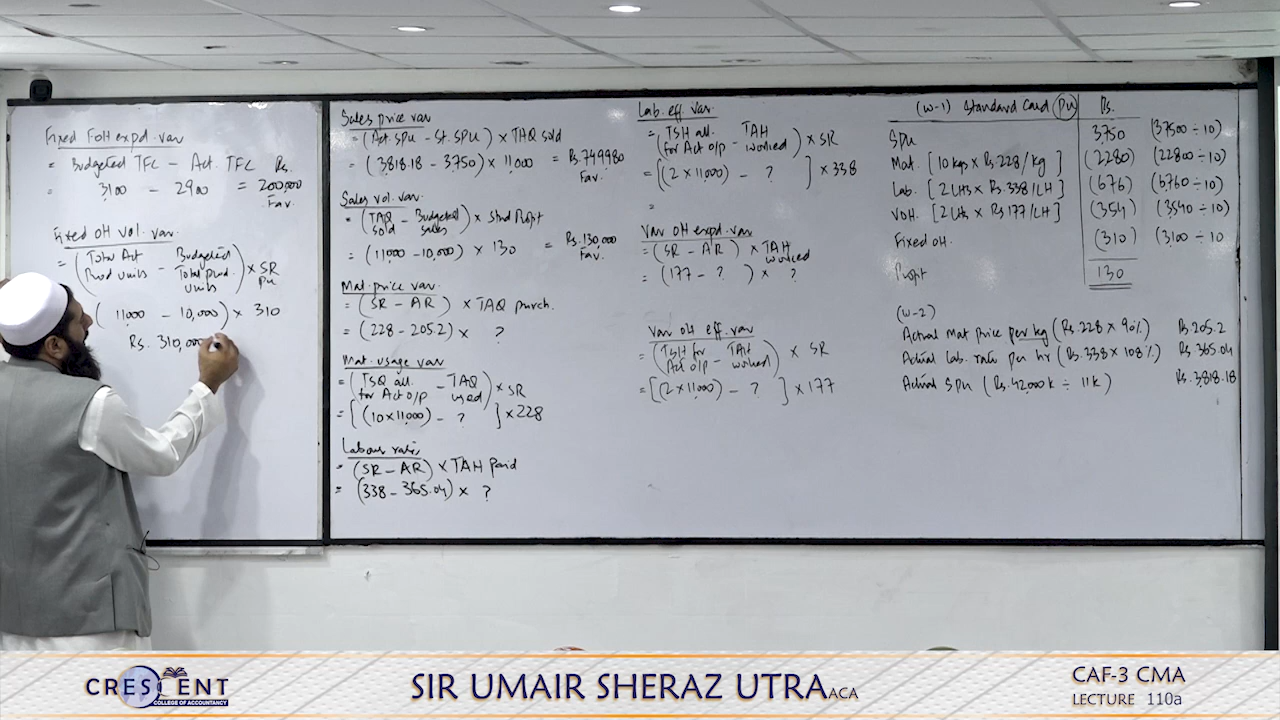 Fixed FOH expd. var
= Budgeted TFC - Act. TFC Rs.
= 3,100 - 2900 = 200,000
Fav.
Fixed OH vol. var.
= (Total Act Prod units - Budgeted Total prod. units) × SR pu
(11000 - 10,000) × 310
Rs. 310,000
Sales price var
= (Act SPU - St. SPU) × TAQ sold
= (3818.18 - 3750) × 11,000 = Rs. 749980
Fav.
Sales vol. var.
= (TAQ sold - Budgeted sales) × Stnd Profit
= (11000 - 10,000) × 130 = Rs. 130,000
Fav.
Mat. price var
= (SR - AR) × TAQ purch.
= (228 - 205.2) × ?
Mat. usage var
= (TSQ all. for Act O/p - TAQ used) × SR
= [(10×11,000) - ? ] × 228
Labour rate
= (SR - AR) × TAH Paid
= (338 - 365.04) × ?
Lab. eff. var.
= (TSH all. for Act o/p - TAH worked) × SR
= [(2×11,000) - ? ] × 338
=
Var OH expd. var
= (SR - AR) × TAH worked
= (177 - ? ) × ?
Var OH eff. var
= (TSH for Act o/p - TAH worked) × SR
= [(2×11,000) - ? ] × 177
(W-1) Standard Card (Pu) Rs.
SPU 3750 (37500 ÷ 10)
Mat. [10 kgs × Rs. 228/kg] (2280) (22800 ÷ 10)
Lab. [2 LHs × Rs. 338/LH] (676) (6760 ÷ 10)
VOH. [2 LHs × Rs 177/LH] (354) (3540 ÷ 10)
Fixed OH. (310) (3100 ÷ 10
Profit 130
(W-2)
Actual Mat price per kg (Rs. 228 × 90%) Rs. 205.2
Actual Lab. rate per hr (Rs. 338 × 108%) Rs 365.04
Actual SPU (Rs. 42000k ÷ 11k) Rs. 3818.18
CRESCENT
COLLEGE OF ACCOUNTANCY
SIR UMAIR SHERAZ UTRA ACA
CAF-3 CMA
LECTURE 110a